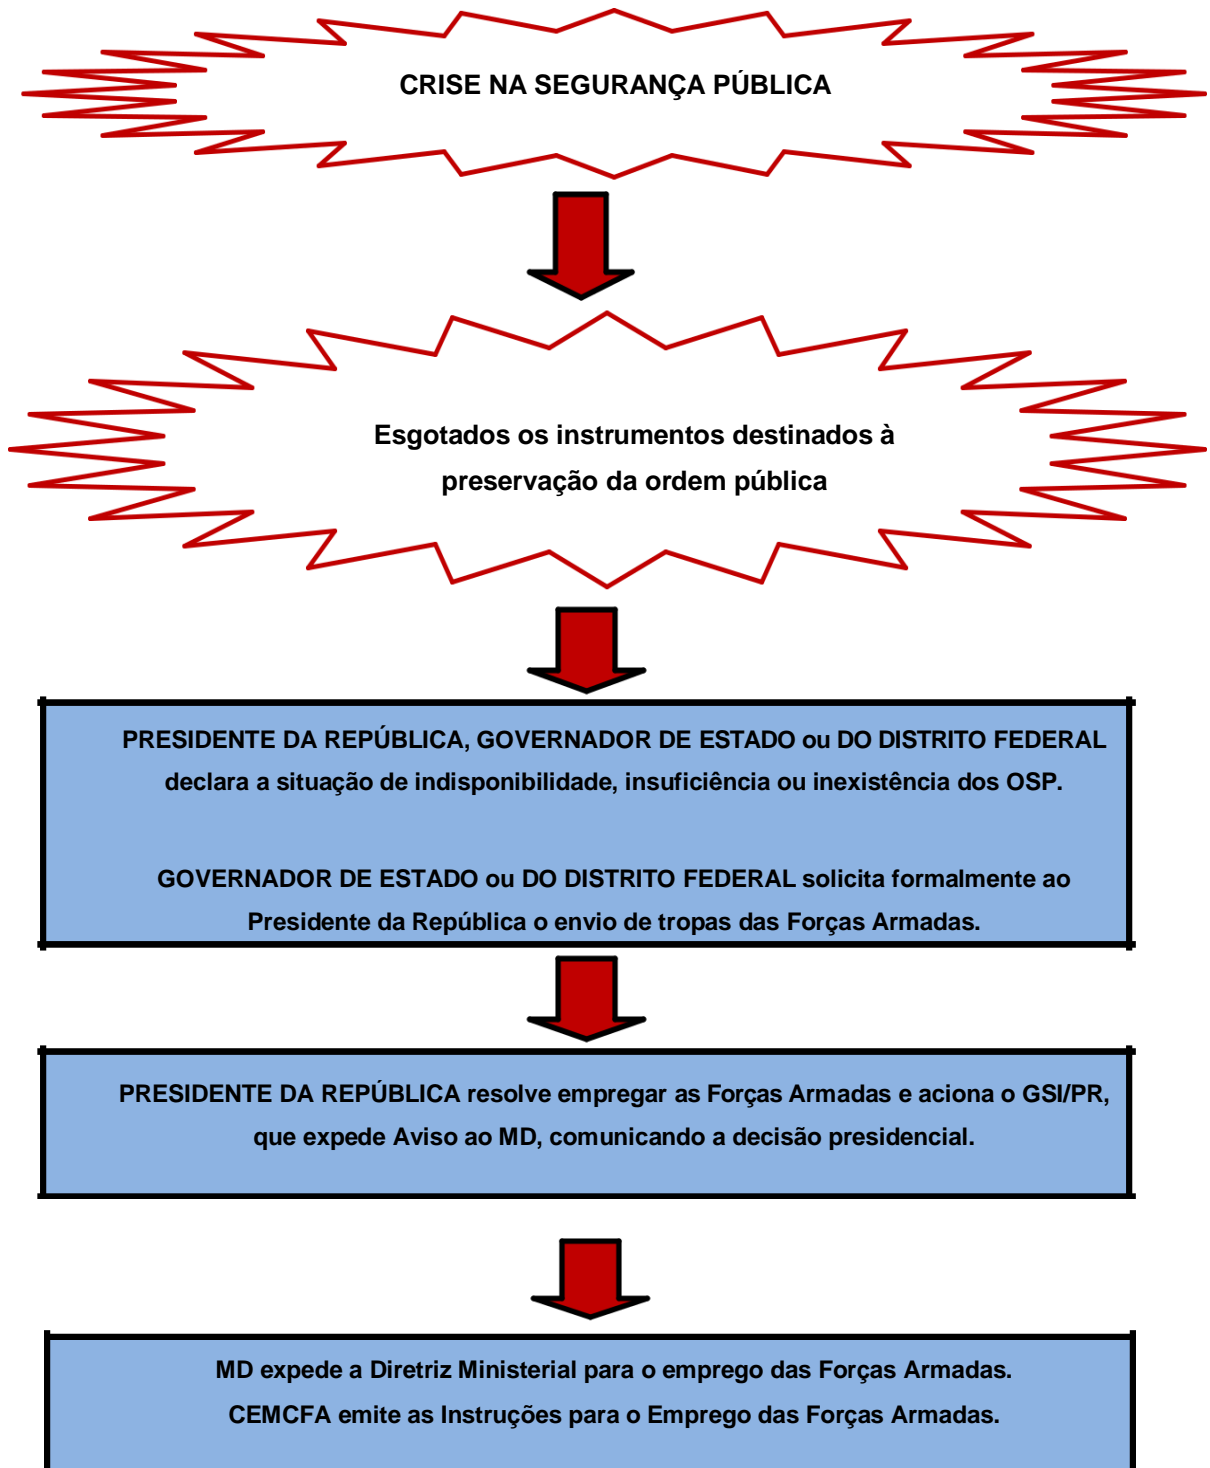 CRISE NA SEGURANÇA PÚBLICA
Esgotados os instrumentos destinados à
preservação da ordem pública
PRESIDENTE DA REPÚBLICA, GOVERNADOR DE ESTADO ou DO DISTRITO FEDERAL
declara a situação de indisponibilidade, insuficiência ou inexistência dos OSP.
GOVERNADOR DE ESTADO ou DO DISTRITO FEDERAL solicita formalmente ao
Presidente da República o envio de tropas das Forças Armadas.
PRESIDENTE DA REPÚBLICA resolve empregar as Forças Armadas e aciona o GSI/PR,
que expede Aviso ao MD, comunicando a decisão presidencial.
MD expede a Diretriz Ministerial para o emprego das Forças Armadas.
CEMCFA emite as Instruções para o Emprego das Forças Armadas.